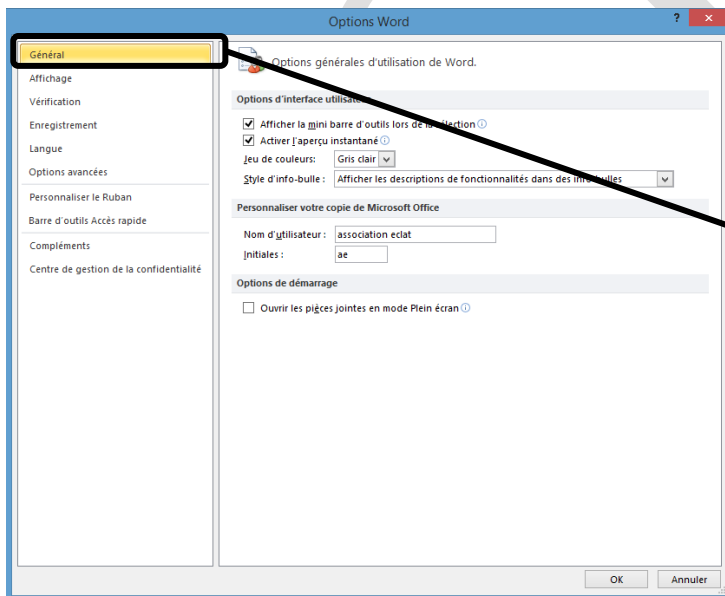 Options Word
?
Général
Affichage
Vérification
Enregistrement
Langue
Options avancées
Personnaliser le Ruban
Barre d'outils Accès rapide
Compléments
Centre de gestion de la confidentialité
Options générales d'utilisation de Word.
Options d'interface utilisateur
Afficher la mini barre d'outils lors de la sélection
Activer l'aperçu instantané
Jeu de couleurs: Gris clair
Style d'info-bulle : Afficher les descriptions de fonctionnalités dans des info-bulles
Personnaliser votre copie de Microsoft Office
Nom d'utilisateur : association eclat
Initiales : ae
Options de démarrage
Ouvrir les pièces jointes en mode Plein écran
OK Annuler